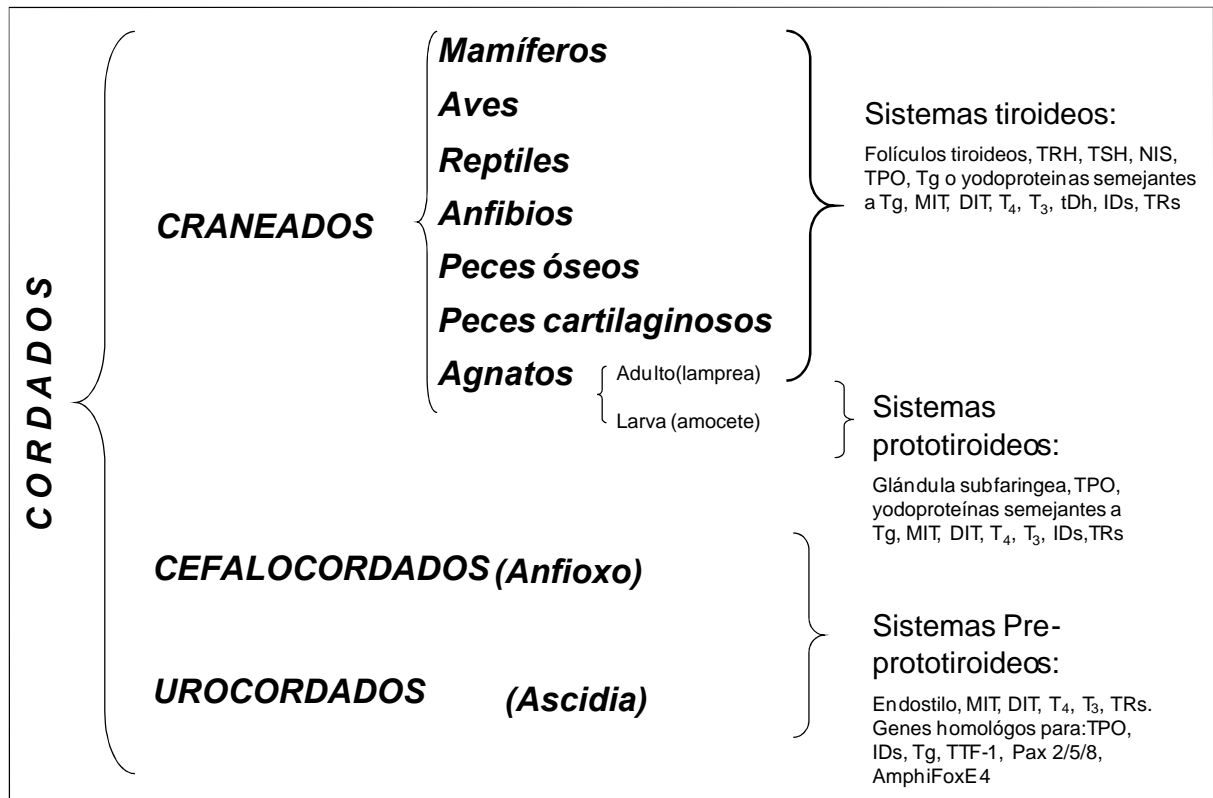 CORDADOS
CRANEADOS
Mamíferos
Aves
Reptiles
Anfibios
Peces óseos
Peces cartilaginosos
Agnatos
Adulto(lamprea)
Larva (amocete)
Sistemas tiroideos:
Folículos tiroideos, TRH, TSH, NIS,
TPO, Tg o yodoproteinas semejantes
a Tg, MIT, DIT, T₄, T₃, tDh, IDs, TRs
Sistemas
prototiroideos:
Glándula subfaringea, TPO,
yodoproteínas semejantes a
Tg, MIT, DIT, T₄, T₃, IDs,TRs
CEFALOCORDADOS (Anfioxo)
UROCORDADOS (Ascidia)
Sistemas Pre-
prototiroideos:
Endostilo, MIT, DIT, T₄, T₃, TRs.
Genes homológos para:TPO,
IDs, Tg, TTF-1, Pax 2/5/8,
AmphiFoxE4